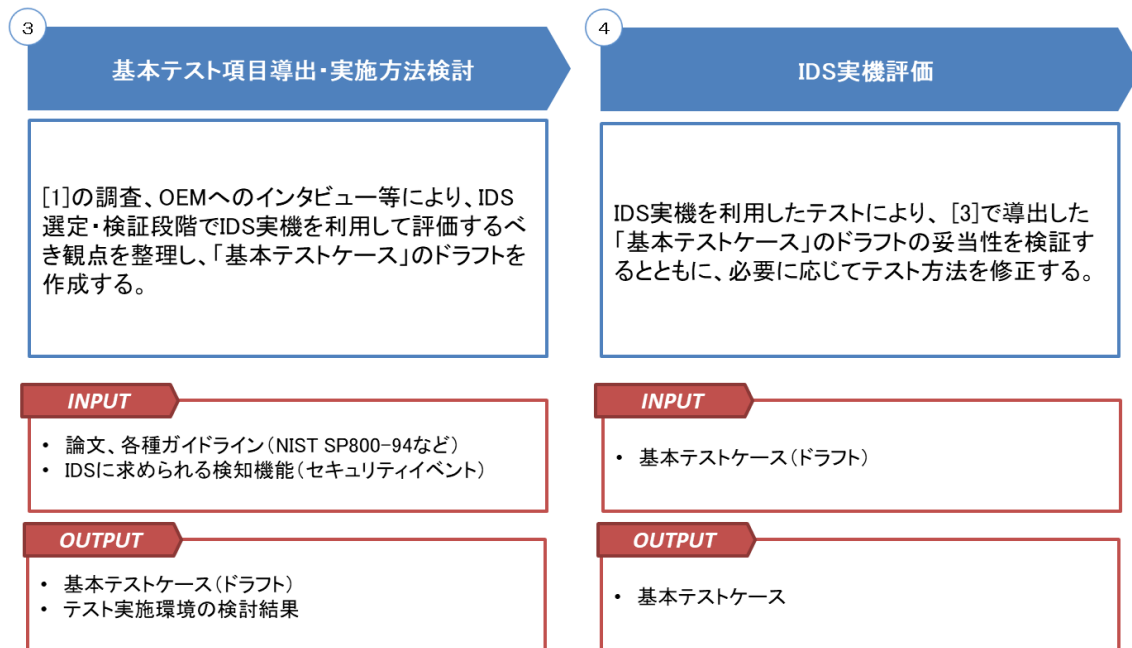 3
基本テスト項目導出・実施方法検討
[1]の調査、OEMへのインタビュー等により、IDS
選定・検証段階でIDS実機を利用して評価するべ
き観点を整理し、「基本テストケース」のドラフトを
作成する。
INPUT
• 論文、各種ガイドライン（NIST SP800-94など）
• IDSに求められる検知機能（セキュリティイベント）
OUTPUT
• 基本テストケース（ドラフト）
• テスト実施環境の検討結果
4
IDS実機評価
IDS実機を利用したテストにより、[3]で導出した
「基本テストケース」のドラフトの妥当性を検証す
るとともに、必要に応じてテスト方法を修正する。
INPUT
• 基本テストケース（ドラフト）
OUTPUT
• 基本テストケース